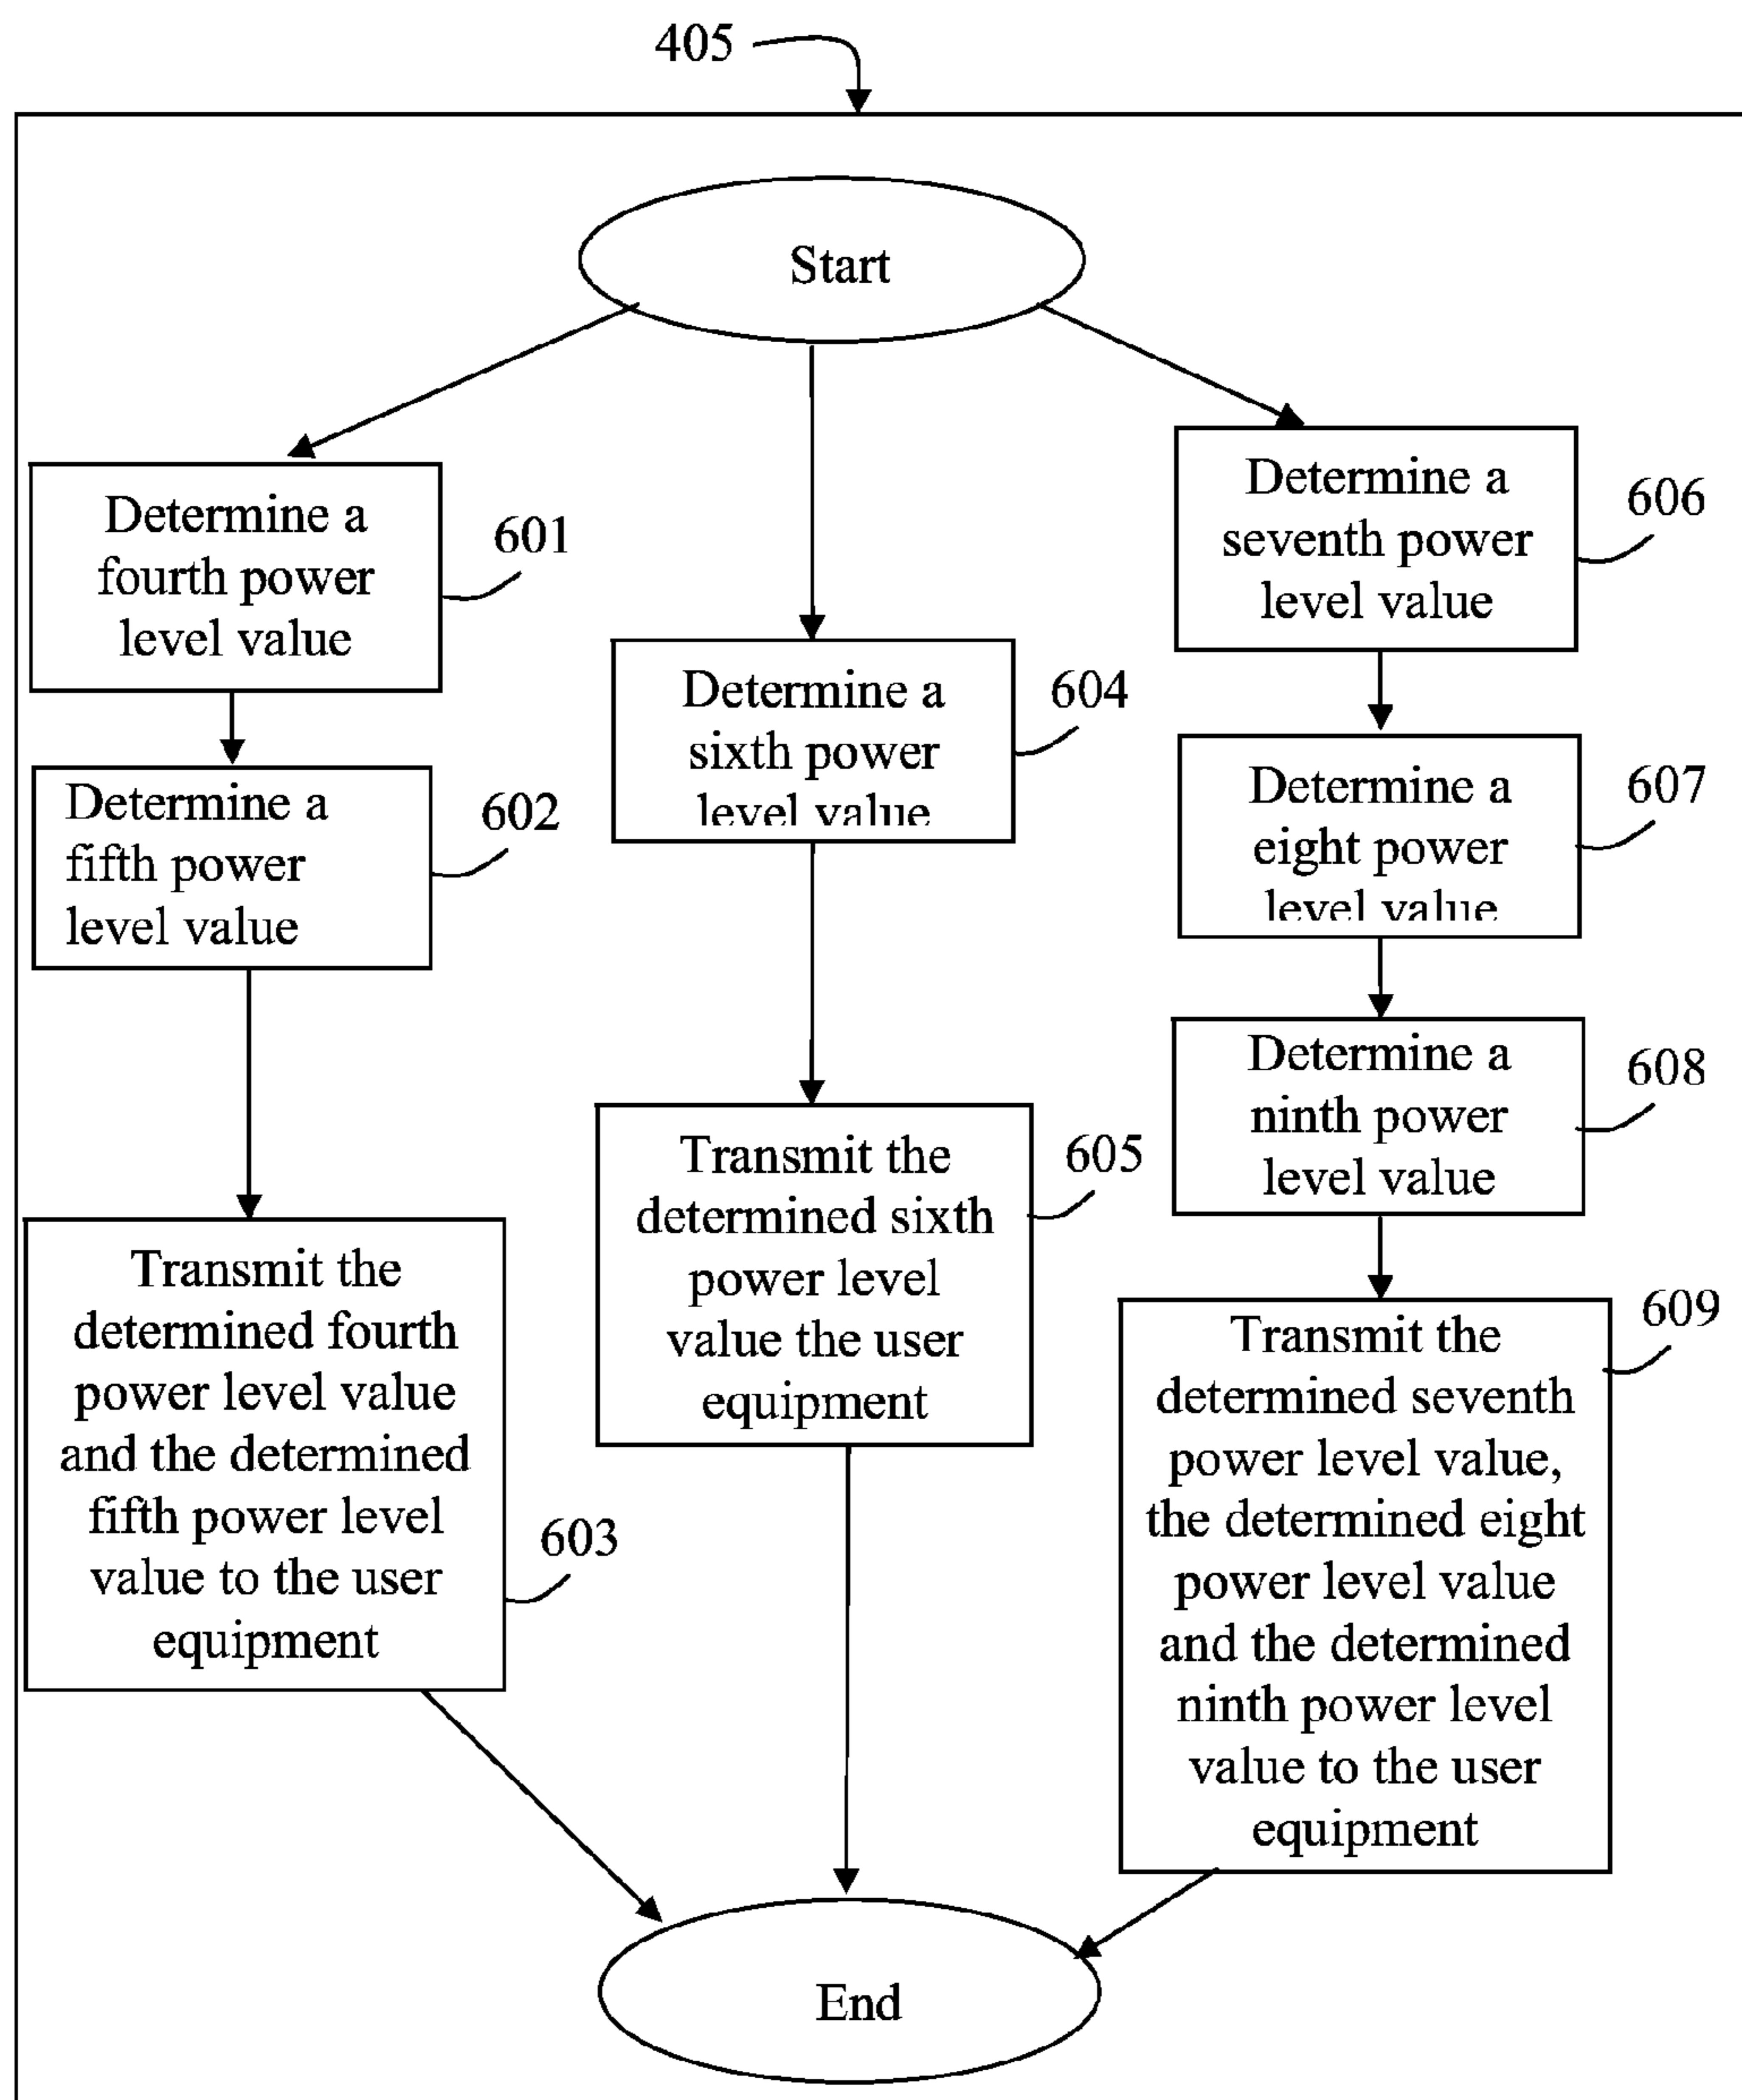 405
Start
Determine a
fourth power
level value
601
Determine a
fifth power
level value
602
Transmit the
determined fourth
power level value
and the determined
fifth power level
value to the user
equipment
603
Determine a
sixth power
level value
604
Transmit the
determined sixth
power level
value the user
equipment
605
Determine a
seventh power
level value
606
Determine a
eight power
level value
607
Determine a
ninth power
level value
608
Transmit the
determined seventh
power level value,
the determined eight
power level value
and the determined
ninth power level
value to the user
equipment
609
End